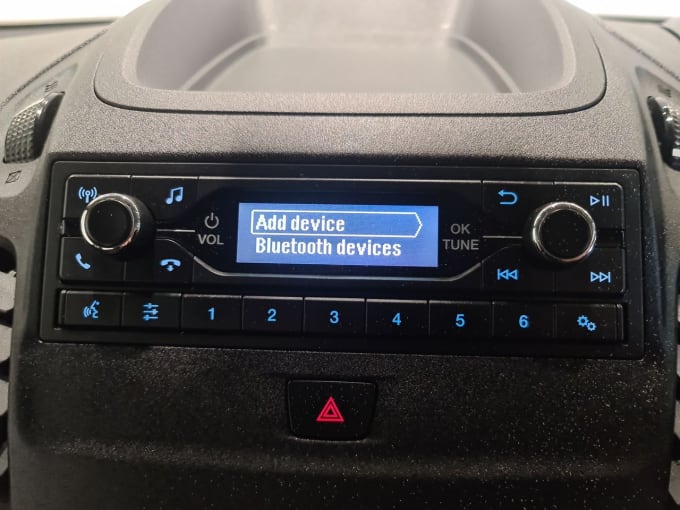 Add device
Bluetooth devices
VOL
OK
TUNE
1 2 3 4 5 6